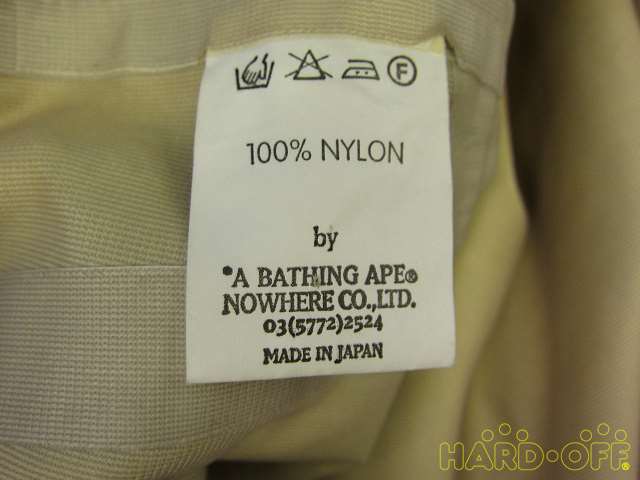 F
100% NYLON
by
*A BATHING APE®
NOWHERE CO.,LTD.
03(5772)2524
MADE IN JAPAN
HARD-OFF